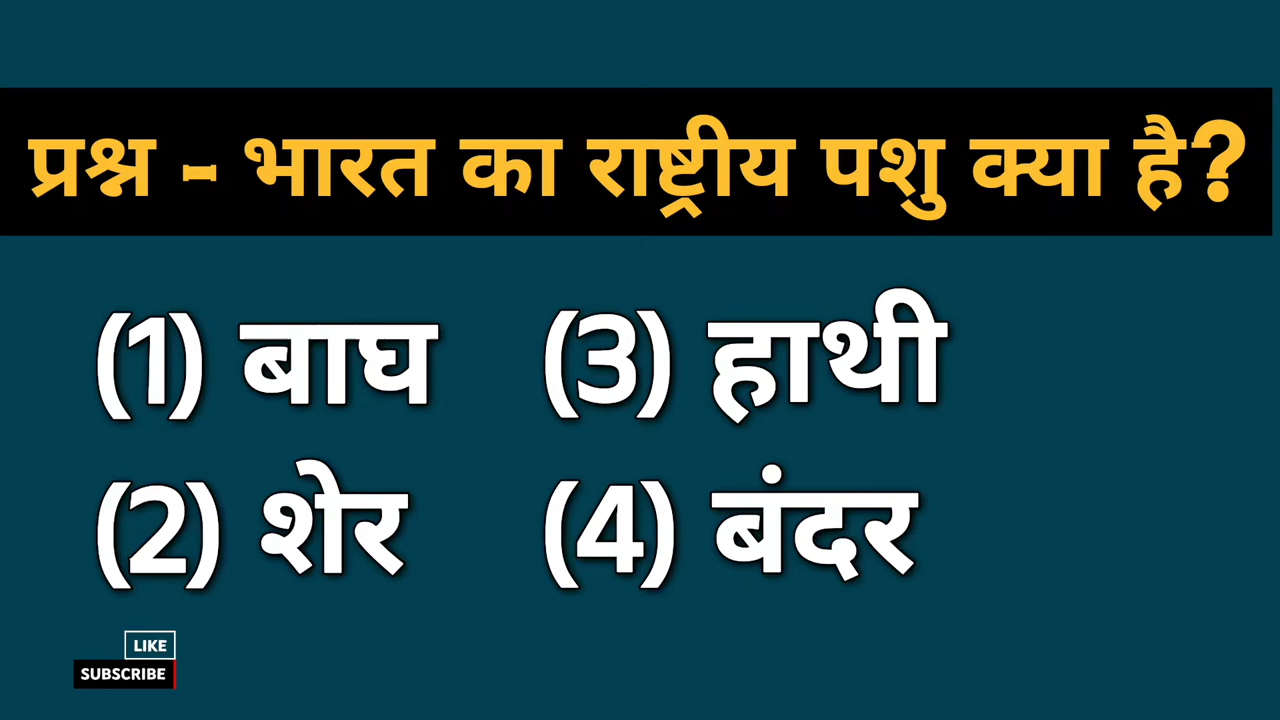 प्रश्न - भारत का राष्ट्रीय पशु क्या है?
(1) बाघ (3) हाथी
(2) शेर (4) बंदर
LIKE
SUBSCRIBE